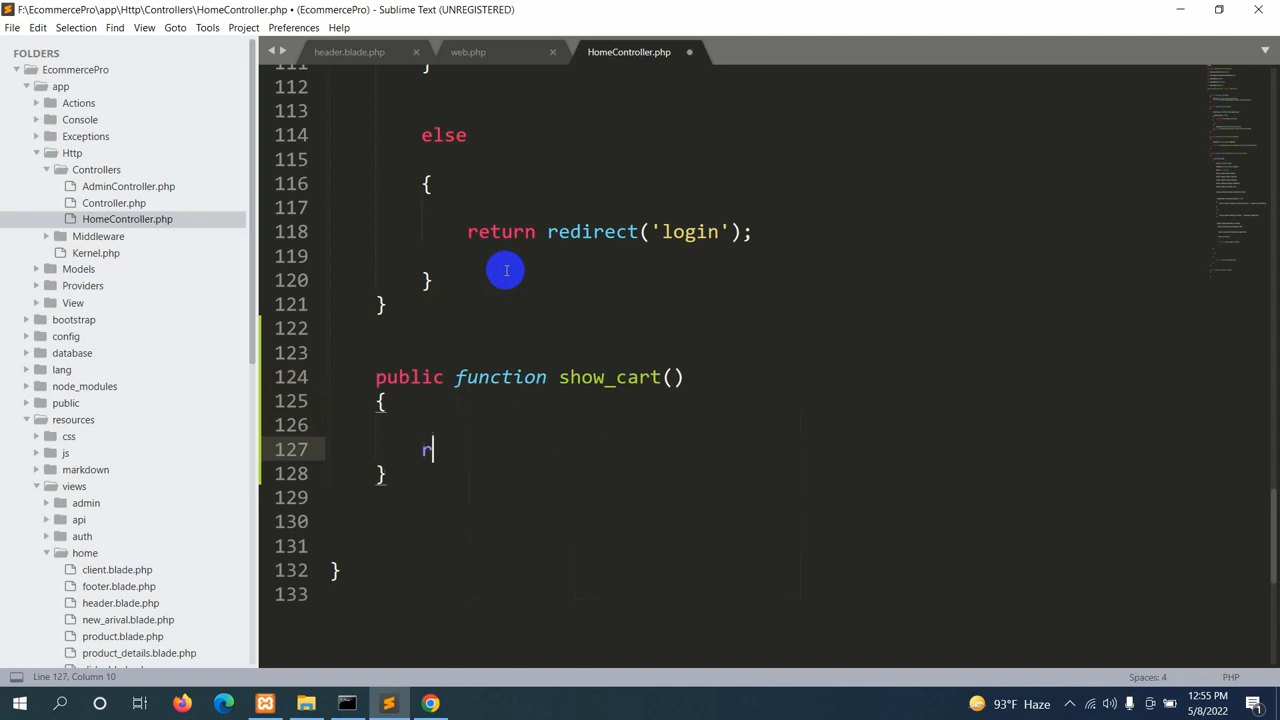 F:\EcommercePro\app\Http\Controllers\HomeController.php • (EcommercePro) - Sublime Text (UNREGISTERED)
File Edit Selection Find View Goto Tools Project Preferences Help
FOLDERS
EcommercePro
app
Actions
Console
Exceptions
Http
Controllers
AdminController.php
Controller.php
HomeController.php
Middleware
Kernel.php
Models
Providers
View
bootstrap
config
database
lang
node_modules
public
resources
css
js
markdown
views
admin
api
auth
home
client.blade.php
footer.blade.php
header.blade.php
new_arival.blade.php
product.blade.php
product_details.blade.php
header.blade.php web.php HomeController.php
111 }
112
113
114 else
115
116 {
117
118 return redirect('login');
119
120 }
121 }
122
123
124 public function show_cart()
125 {
126
127 r
128 }
129
130
131
132 }
133
Line 127, Column 10 Spaces: 4 PHP
93°F Haze 12:55 PM
5/8/2022